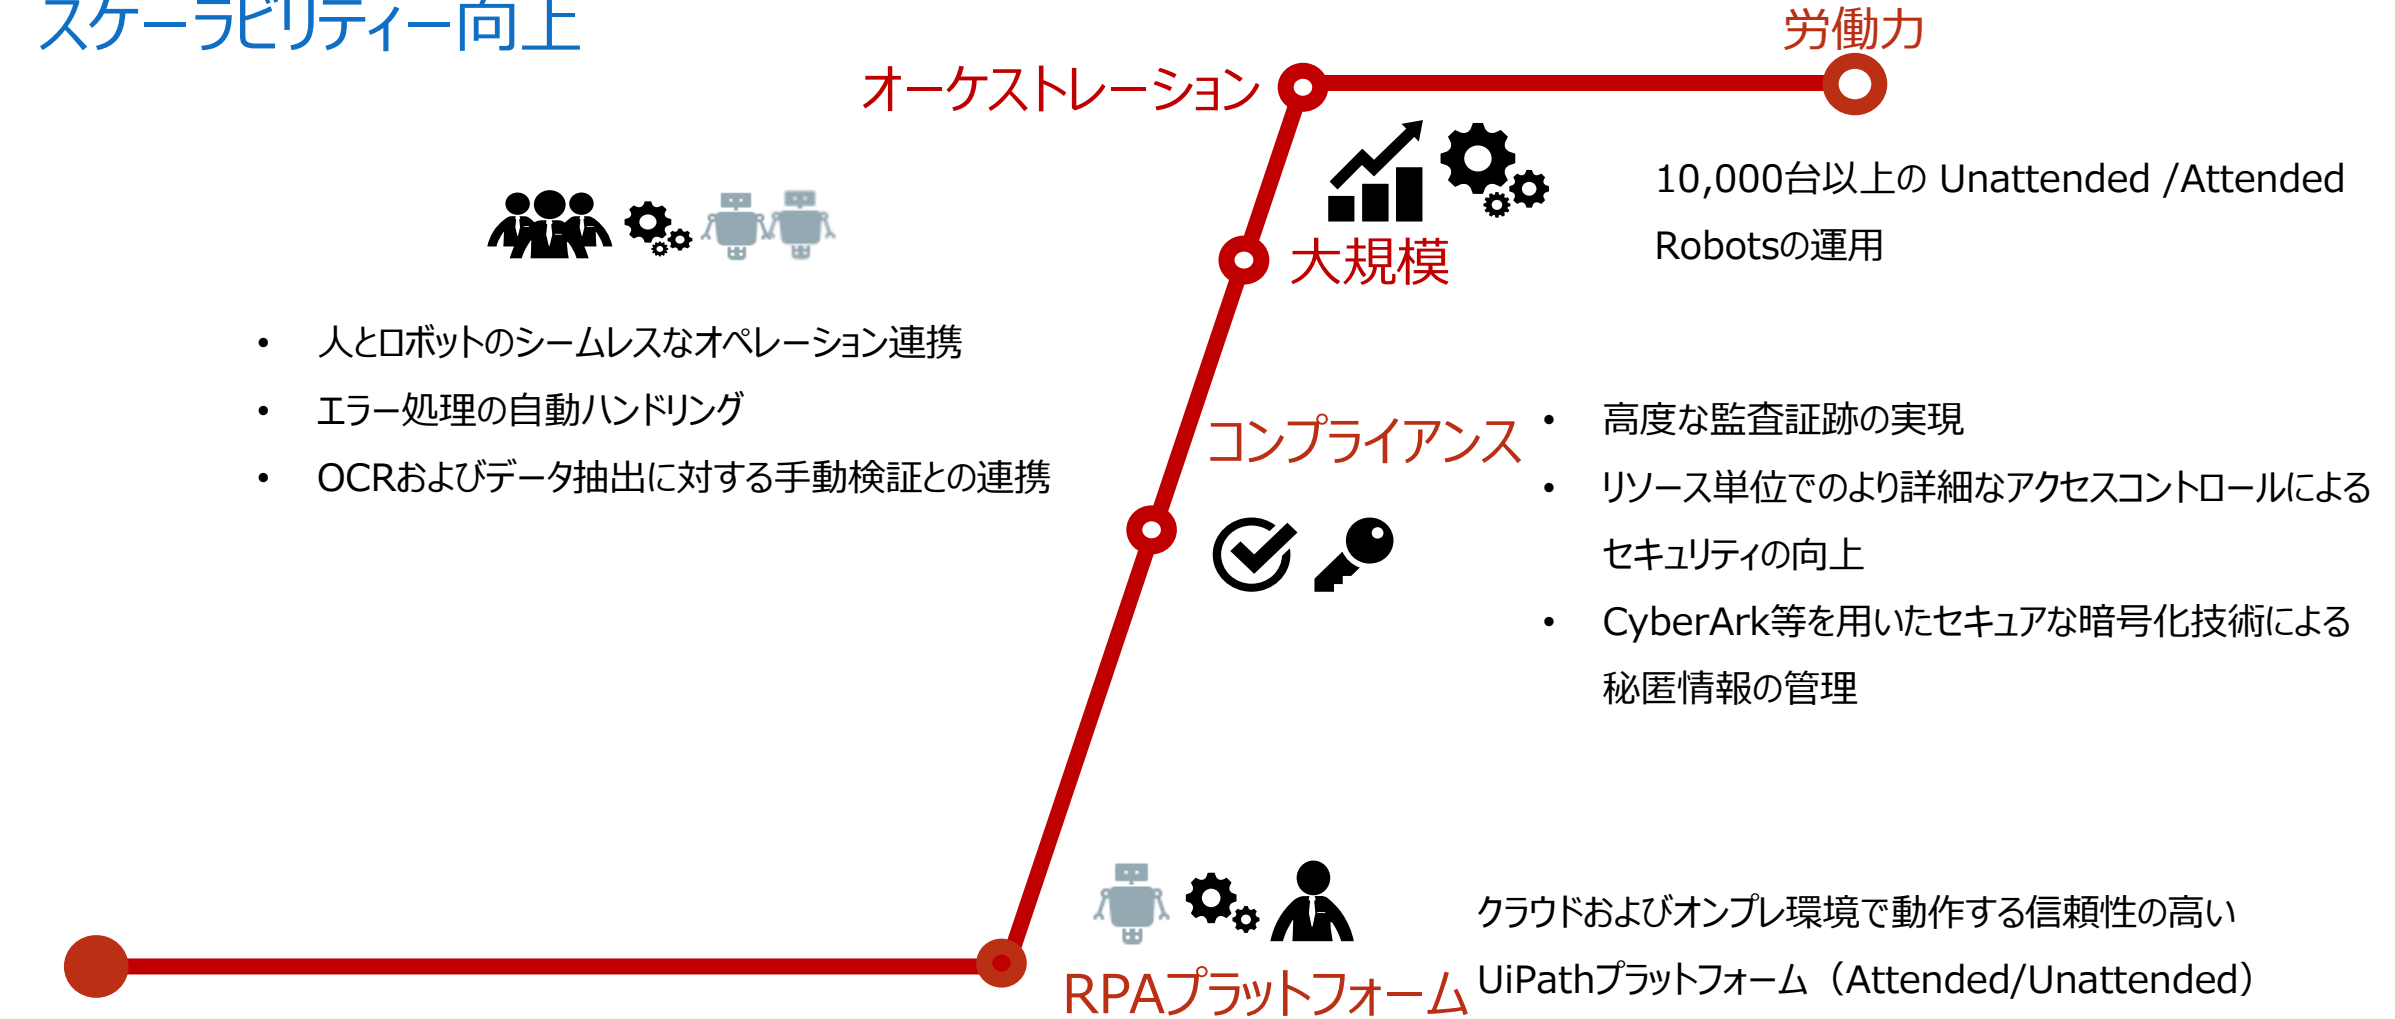 スケーラビリティー向上
労働力
オーケストレーション
10,000台以上の Unattended /Attended
Robotsの運用
大規模
• 人とロボットのシームレスなオペレーション連携
• エラー処理の自動ハンドリング
• OCRおよびデータ抽出に対する手動検証との連携
コンプライアンス
• 高度な監査証跡の実現
• リソース単位でのより詳細なアクセスコントロールによる
セキュリティの向上
• CyberArk等を用いたセキュアな暗号化技術による
秘匿情報の管理
クラウドおよびオンプレ環境で動作する信頼性の高い
UiPathプラットフォーム（Attended/Unattended）
RPAプラットフォーム